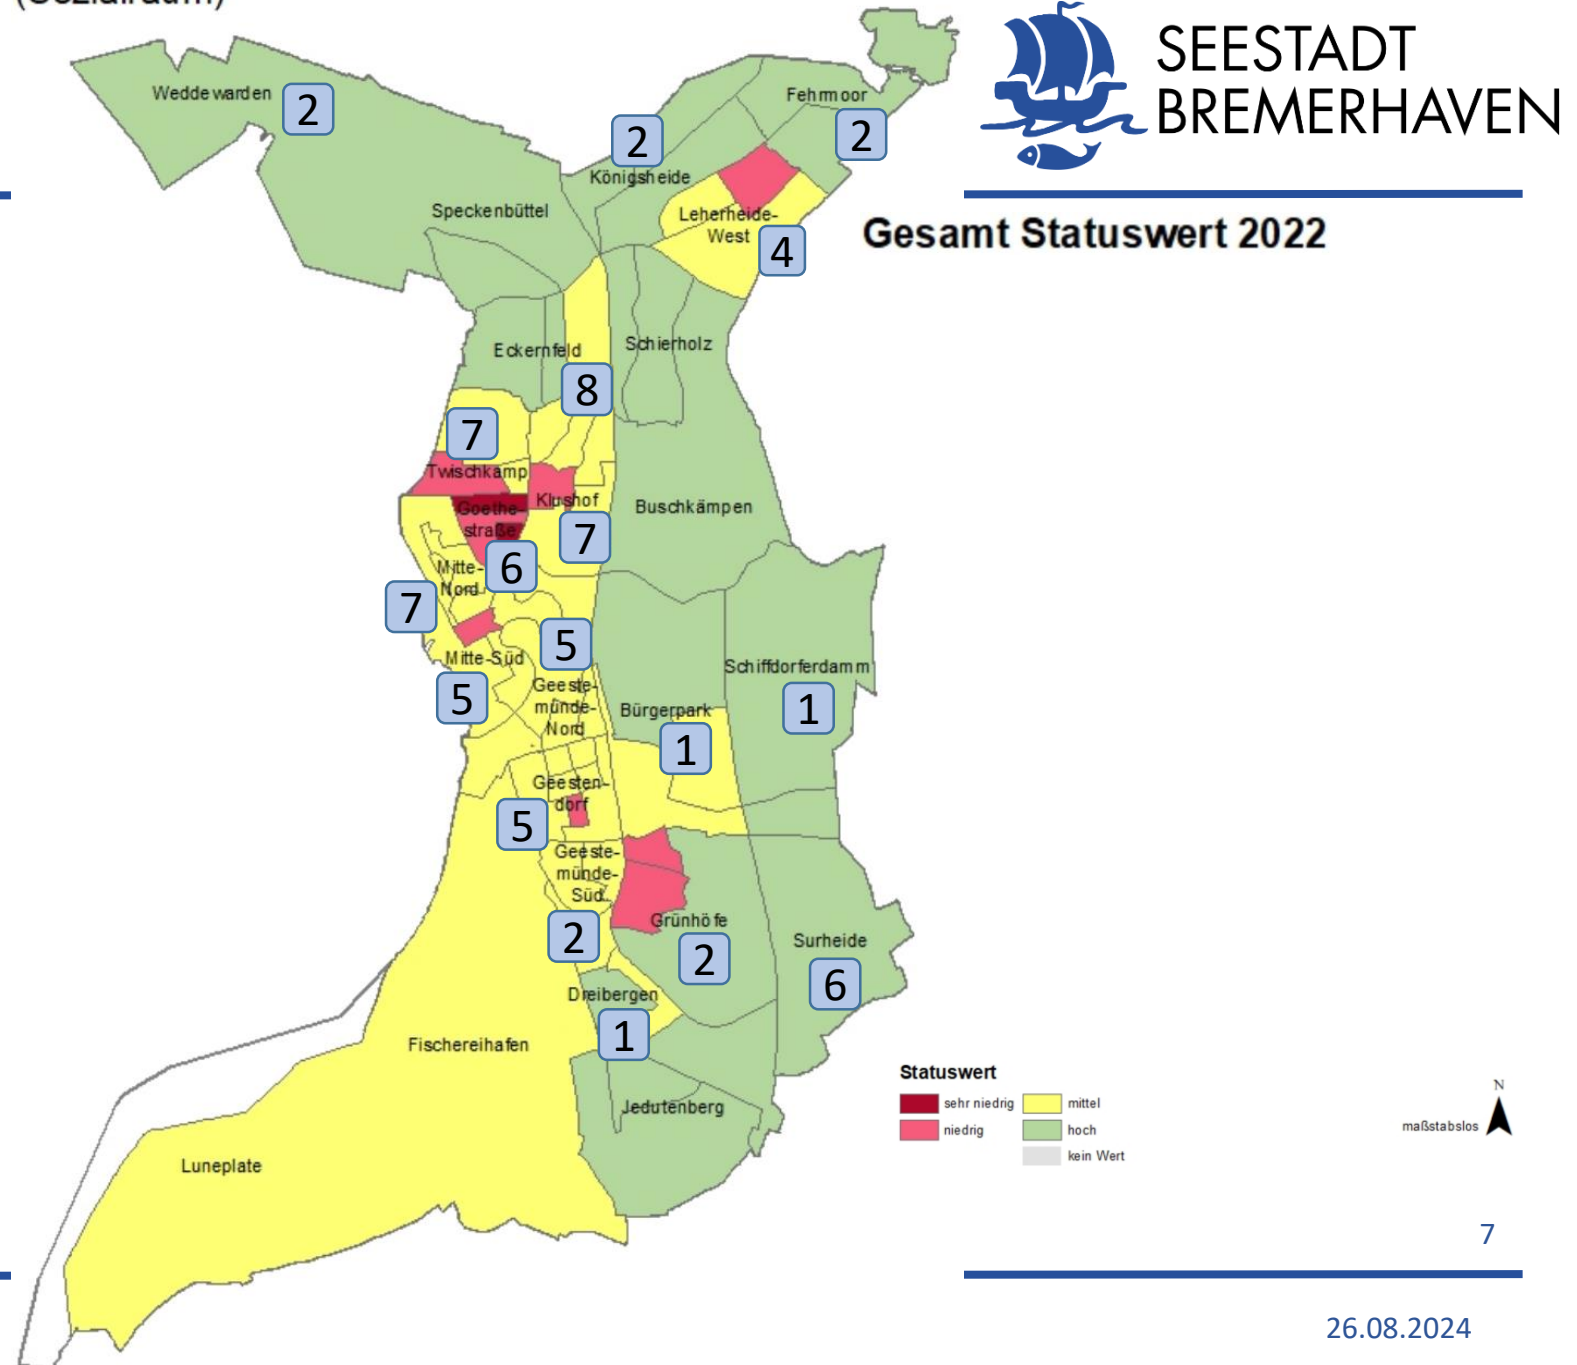 (Sozialraum)
SEESTADT
BREMERHAVEN
Gesamt Statuswert 2022
Weddewarden
2
Fehrmoor
2
2
Königsheide
Speckenbüttel
Leherheide-
West
4
Eckernfeld
Schierholz
8
7
Twischkamp
Klushof
Goethe-
straße
Buschkämpen
7
6
Mitte-
Nord
7
5
Mitte-Süd
Schiffdorferdamm
5
Geeste-
münde-
Nord
Bürgerpark
1
1
Geesten-
dorf
5
Geeste-
münde-
Süd
Grünhöfe
2
2
Surheide
6
Dreibergen
1
Fischereihafen
Jedutenberg
Luneplate
Statuswert
sehr niedrig
mittel
niedrig
hoch
kein Wert
N
maßstabslos
7
26.08.2024